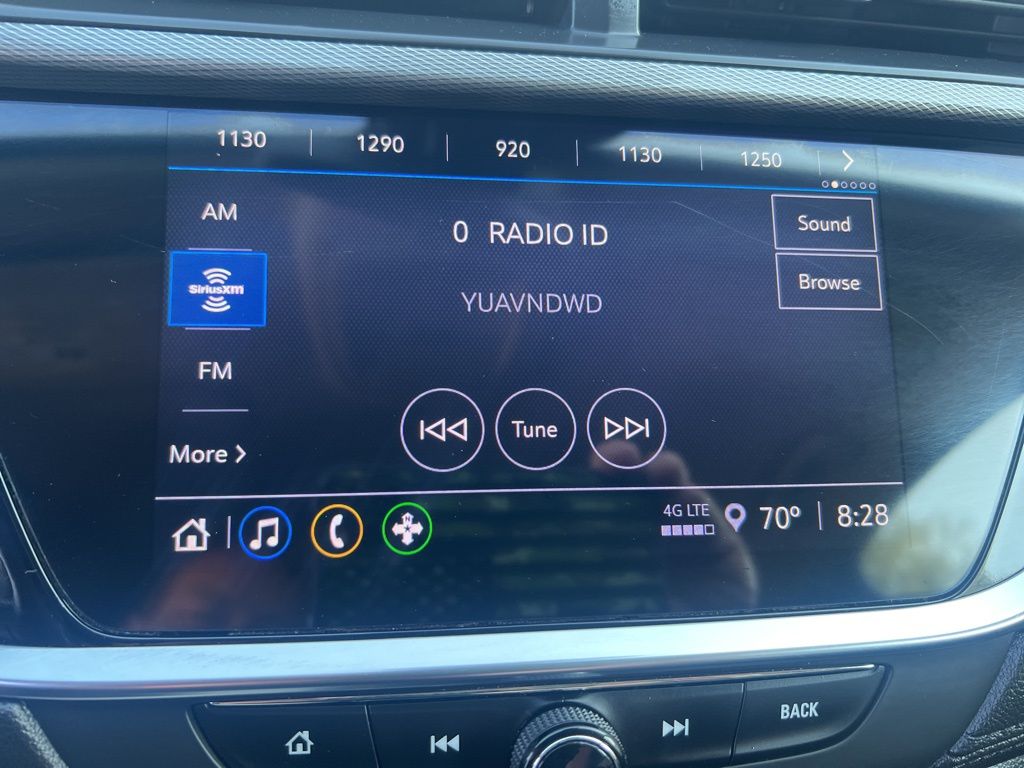 1130 1290 920 1130 1250
AM
0 RADIO ID
Sound
SiriusXM
YUAVNDWD
Browse
FM
Tune
More
4G LTE
N
70° 8:28
BACK